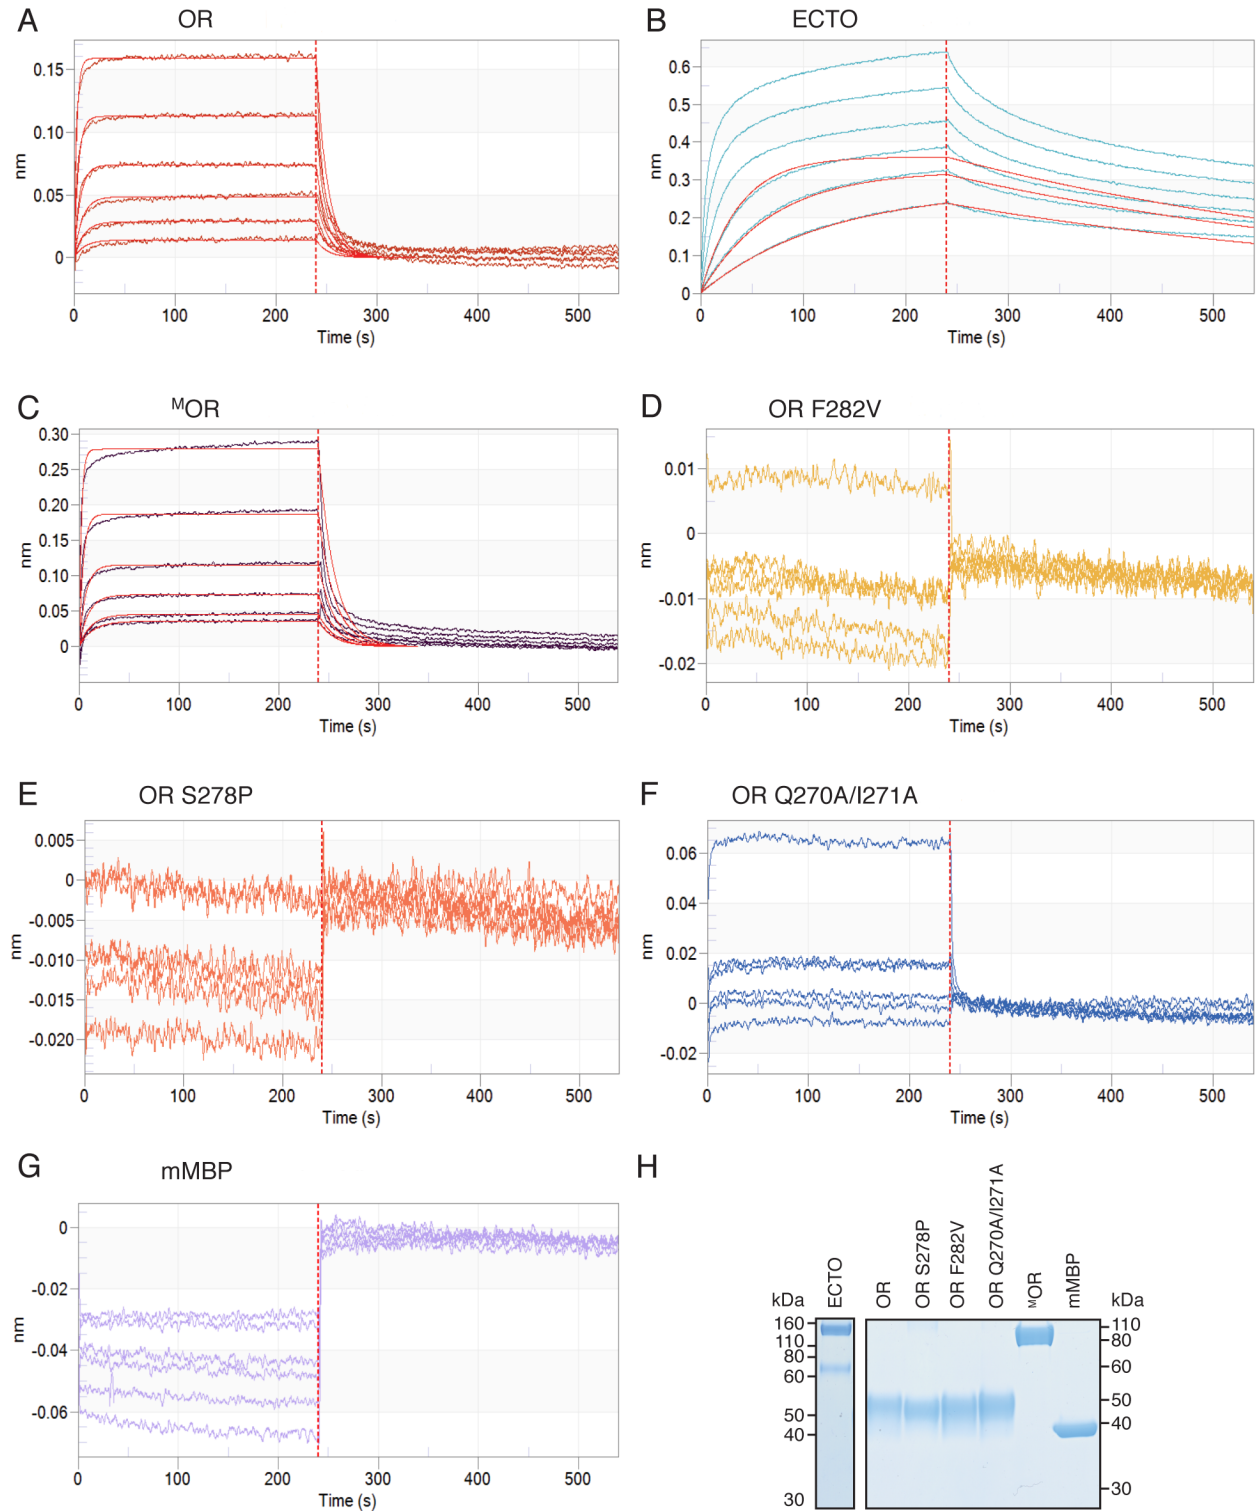 A
OR
0.15
0.10
0.05
0
nm
0 100 200 300 400 500
Time (s)
B
ECTO
0.6
0.5
0.4
0.3
0.2
0.1
0
nm
0 100 200 300 400 500
Time (s)
C
MOR
0.30
0.25
0.20
0.15
0.10
0.05
0
nm
0 100 200 300 400 500
Time (s)
D
OR F282V
0.01
0
-0.01
-0.02
nm
0 100 200 300 400 500
Time (s)
E
OR S278P
0.005
0
-0.005
-0.010
-0.015
-0.020
nm
0 100 200 300 400 500
Time (s)
F
OR Q270A/I271A
0.06
0.04
0.02
0
-0.02
nm
0 100 200 300 400 500
Time (s)
G
mMBP
0
-0.02
-0.04
-0.06
nm
0 100 200 300 400 500
Time (s)
H
ECTO
OR
OR S278P
OR F282V
OR Q270A/I271A
MOR
mMBP
kDa
160
110
80
60
50
40
30
kDa
110
80
60
50
40
30